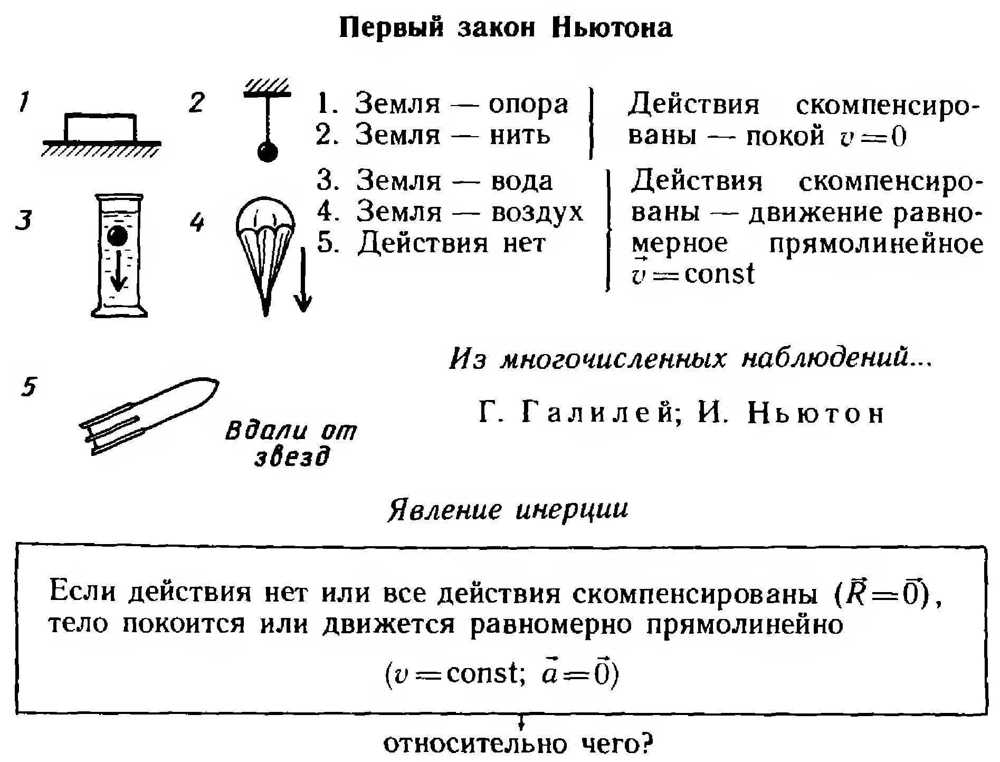 Первый закон Ньютона
1
2
1. Земля — опора
2. Земля — нить
Действия скомпенсиро-
ваны — покой v=0
3
4
3. Земля — вода
4. Земля — воздух
5. Действия нет
Действия скомпенсиро-
ваны — движение равно-
мерное прямолинейное
v⃗=const
Из многочисленных наблюдений...
Г. Галилей; И. Ньютон
5
Вдали от
звезд
Явление инерции
Если действия нет или все действия скомпенсированы (R⃗=0⃗),
тело покоится или движется равномерно прямолинейно
(v=const; a⃗=0⃗)
относительно чего?